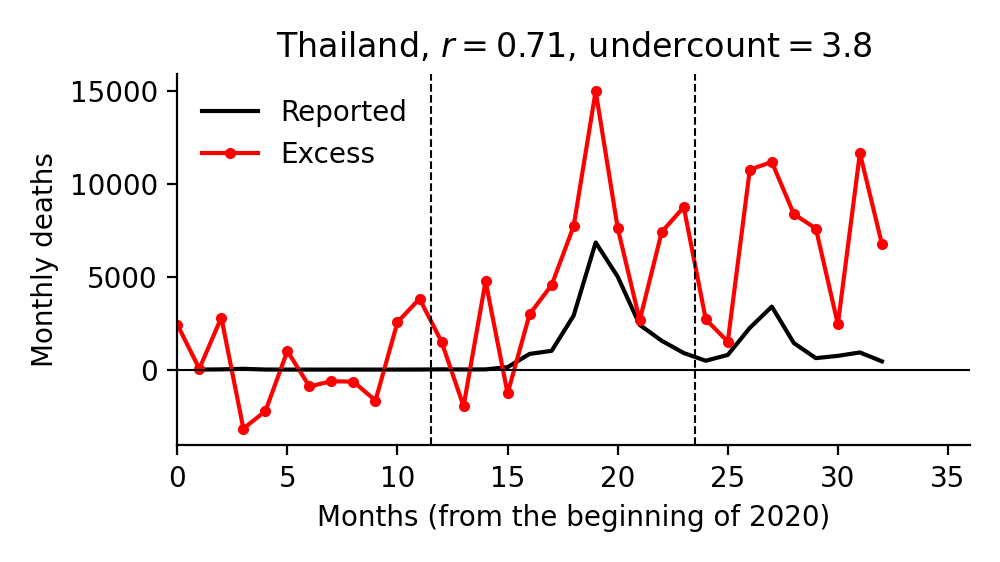 Thailand, r = 0.71, undercount = 3.8
Reported
Excess
Monthly deaths
15000
10000
5000
0
0 5 10 15 20 25 30 35
Months (from the beginning of 2020)